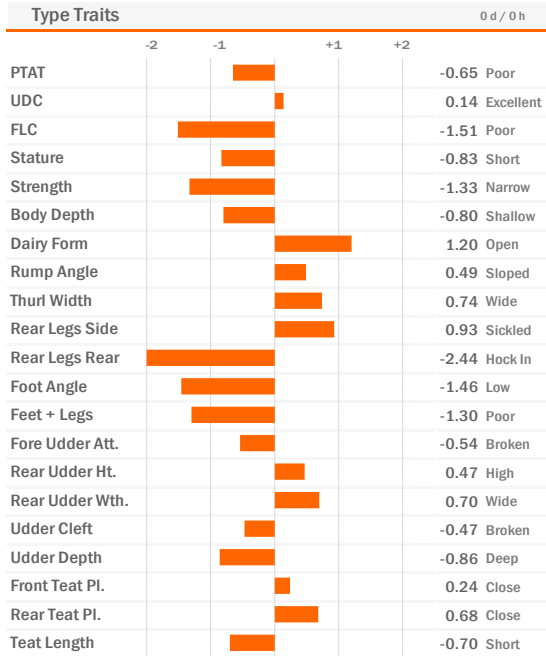 Type Traits 0 d / 0 h
-2 -1 +1 +2
PTAT -0.65 Poor
UDC 0.14 Excellent
FLC -1.51 Poor
Stature -0.83 Short
Strength -1.33 Narrow
Body Depth -0.80 Shallow
Dairy Form 1.20 Open
Rump Angle 0.49 Sloped
Thurl Width 0.74 Wide
Rear Legs Side 0.93 Sickled
Rear Legs Rear -2.44 Hock In
Foot Angle -1.46 Low
Feet + Legs -1.30 Poor
Fore Udder Att. -0.54 Broken
Rear Udder Ht. 0.47 High
Rear Udder Wth. 0.70 Wide
Udder Cleft -0.47 Broken
Udder Depth -0.86 Deep
Front Teat Pl. 0.24 Close
Rear Teat Pl. 0.68 Close
Teat Length -0.70 Short